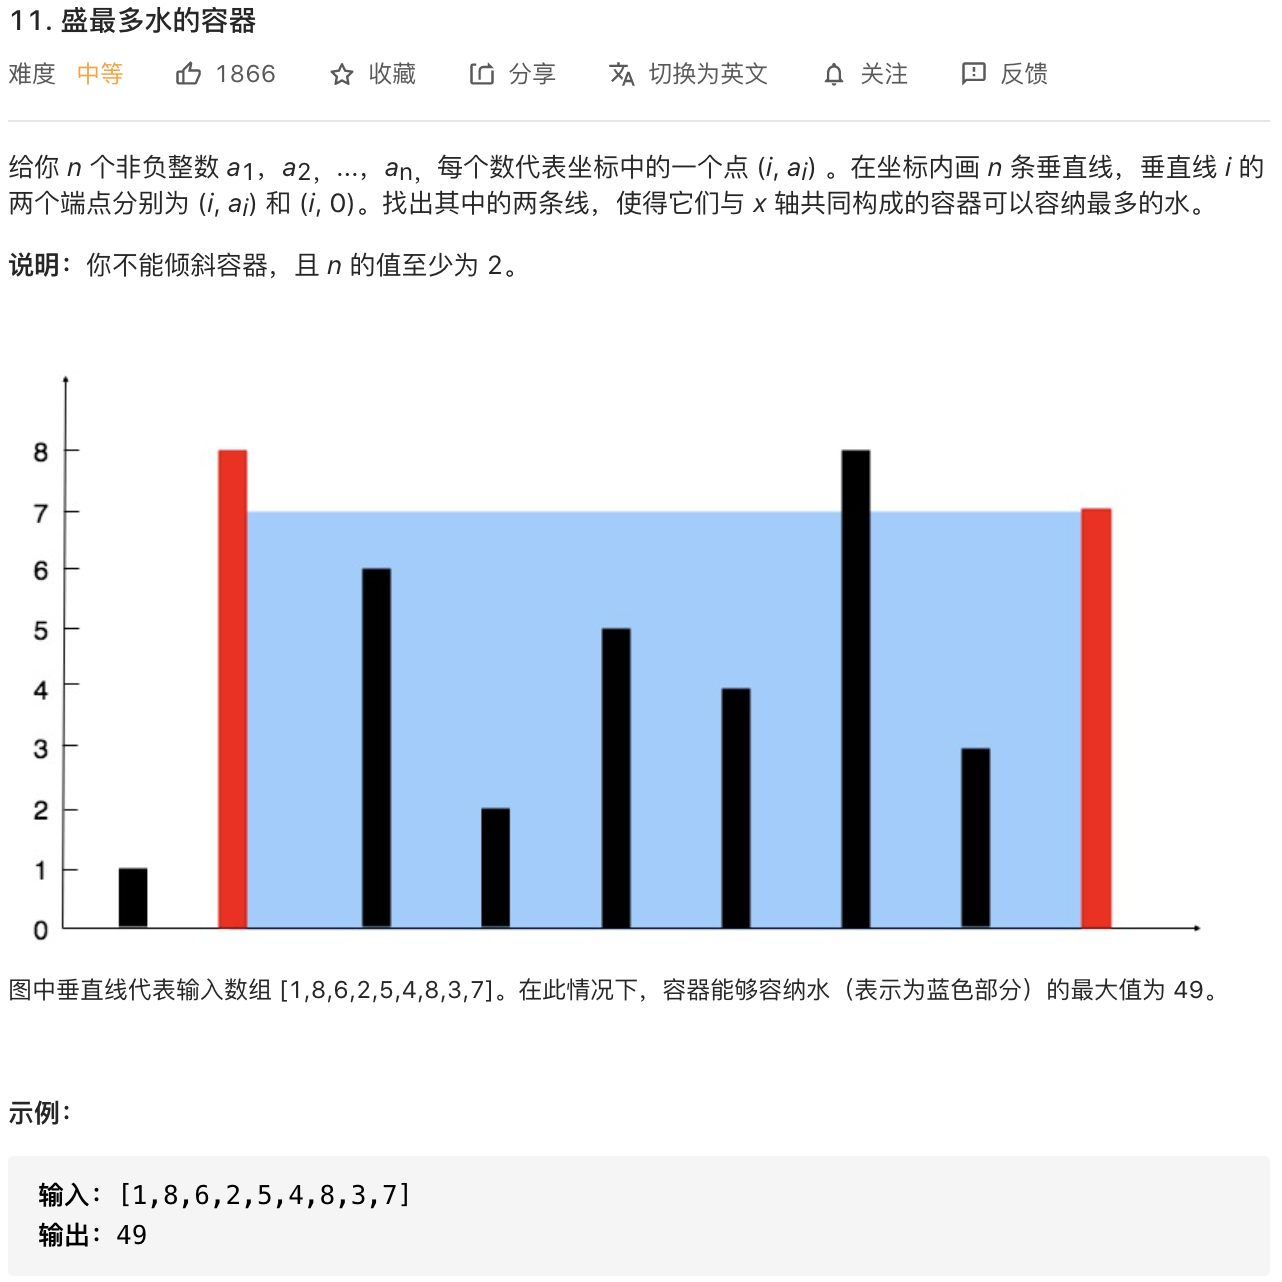 11. 盛最多水的容器
难度 中等 1866 收藏 分享 切换为英文 关注 反馈
给你 n 个非负整数 a1，a2，...，an，每个数代表坐标中的一个点 (i, ai) 。在坐标内画 n 条垂直线，垂直线 i 的
两个端点分别为 (i, ai) 和 (i, 0)。找出其中的两条线，使得它们与 x 轴共同构成的容器可以容纳最多的水。
说明：你不能倾斜容器，且 n 的值至少为 2。
8
7
6
5
4
3
2
1
0
图中垂直线代表输入数组 [1,8,6,2,5,4,8,3,7]。在此情况下，容器能够容纳水（表示为蓝色部分）的最大值为 49。
示例：
输入：[1,8,6,2,5,4,8,3,7]
输出：49